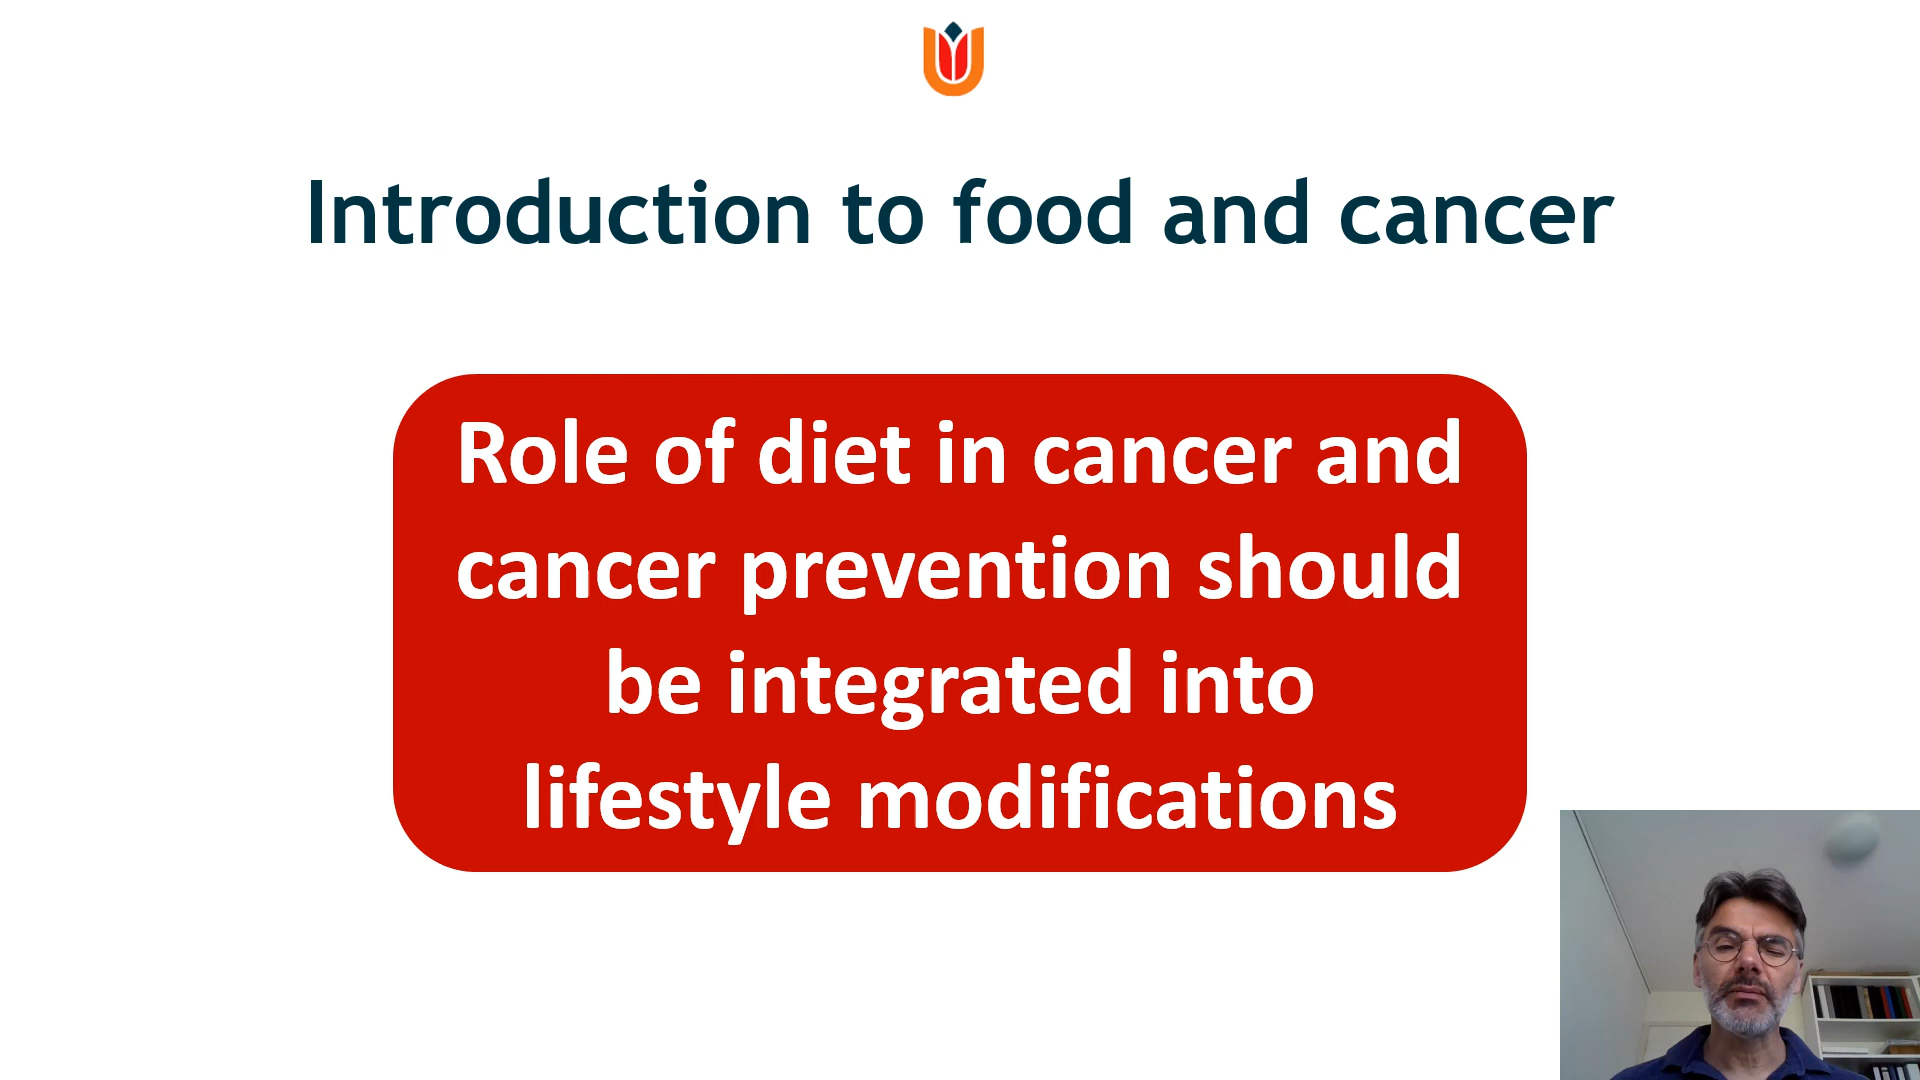 Introduction to food and cancer
Role of diet in cancer and
cancer prevention should
be integrated into
lifestyle modifications